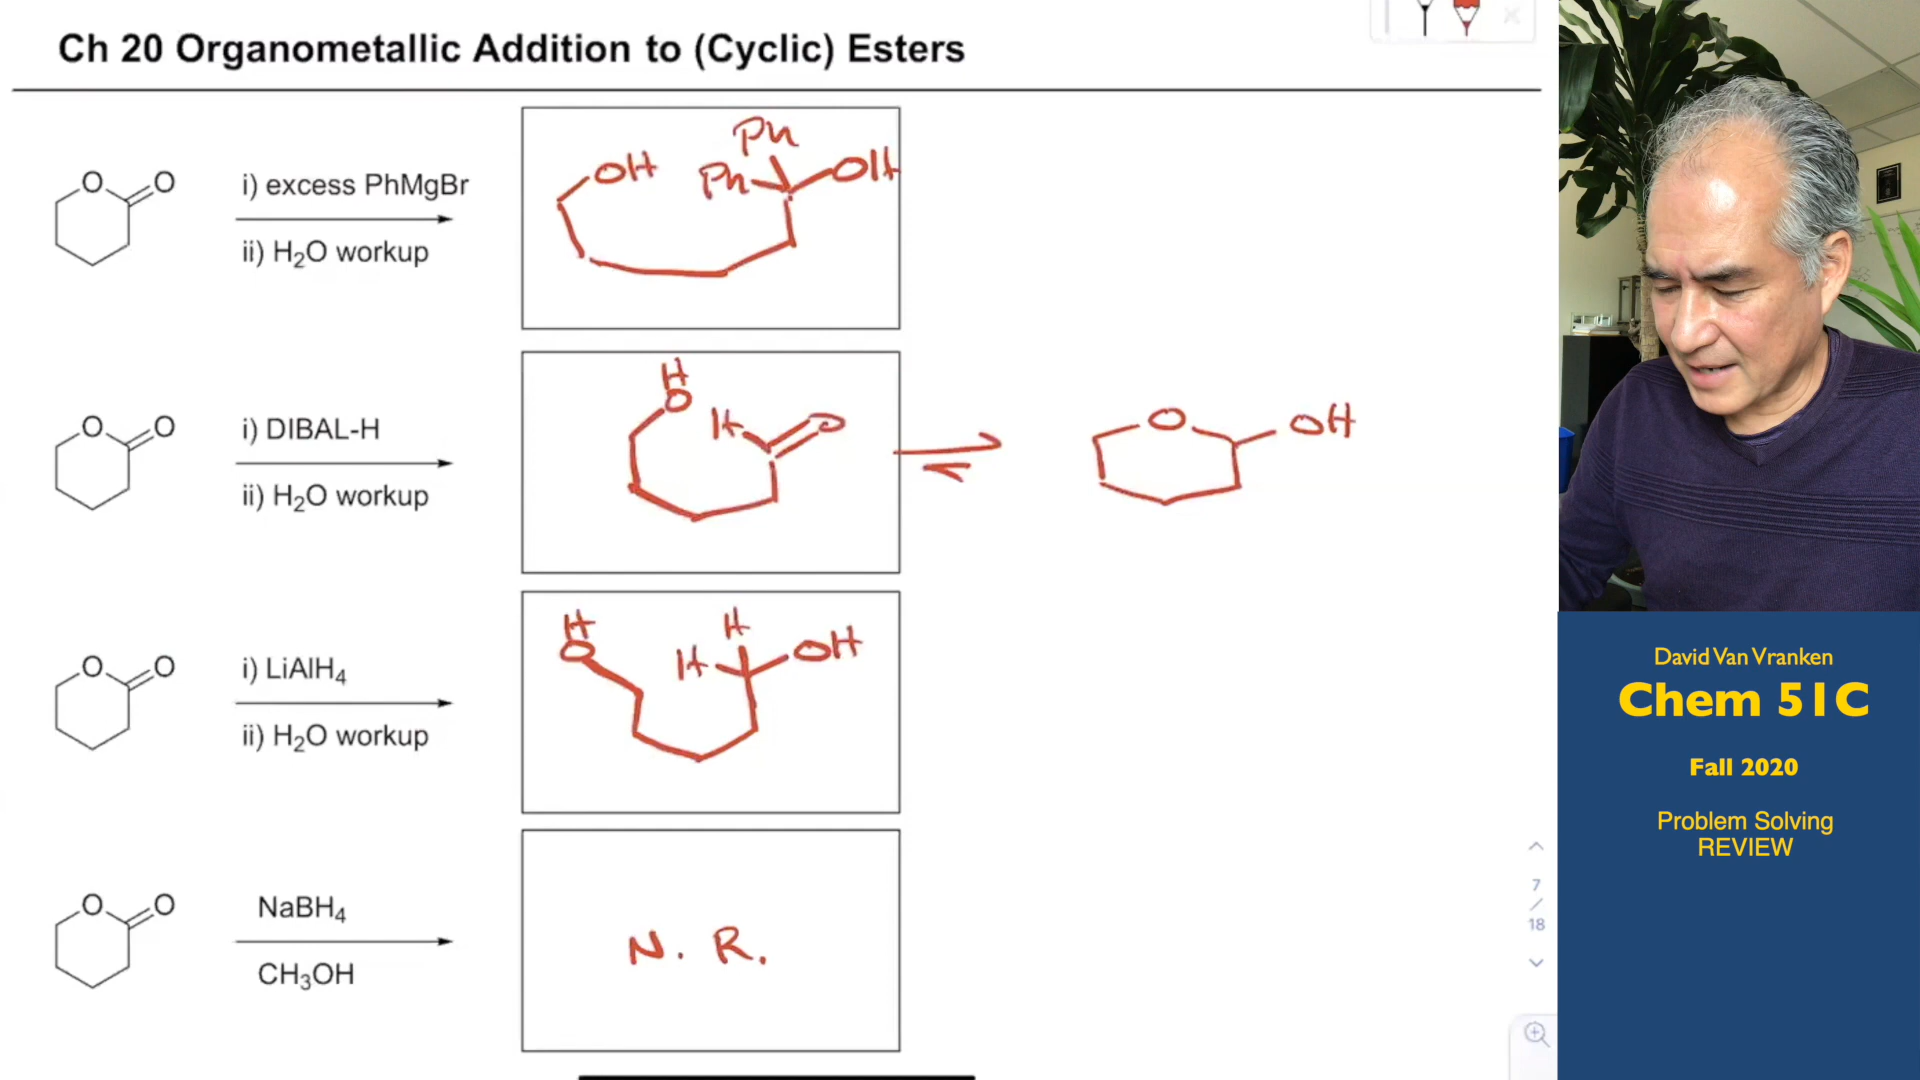 Ch 20 Organometallic Addition to (Cyclic) Esters
O O
i) excess PhMgBr
ii) H₂O workup
OH
Ph
Ph OH
O O
i) DIBAL-H
ii) H₂O workup
H
O
H O
O OH
O O
i) LiAlH₄
ii) H₂O workup
H
O
H
H OH
O O
NaBH₄
CH₃OH
N. R.
7
/
18
David Van Vranken
Chem 51C
Fall 2020
Problem Solving
REVIEW